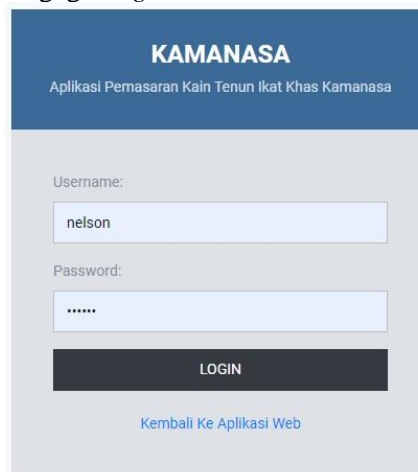 KAMANASA
Aplikasi Pemasaran Kain Tenun Ikat Khas Kamanasa
Username:
nelson
Password:
••••••
LOGIN
Kembali Ke Aplikasi Web